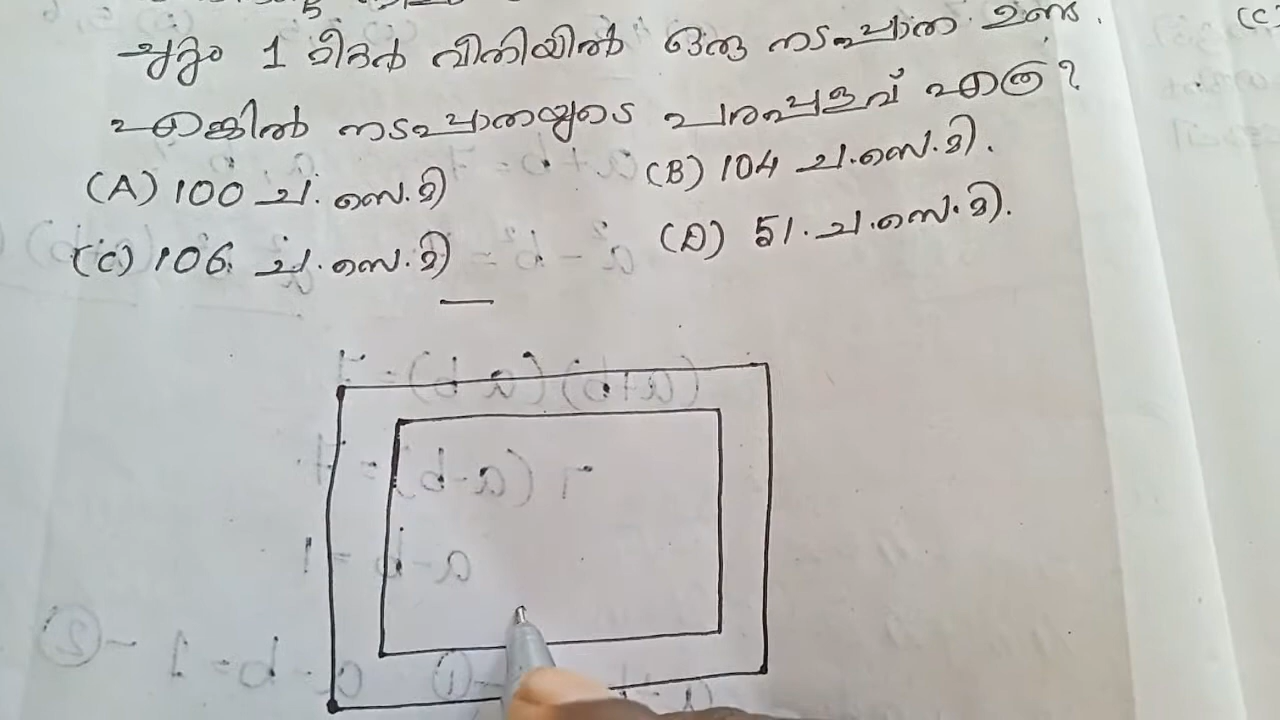 ചുറ്റും 1 മീറ്റർ വീതിയിൽ ഒരു നടപ്പാത ഉണ്ട്.
എങ്കിൽ നടപ്പാതയുടെ പരപ്പളവ് എത്ര?
(A) 100 ച.സെ.മി (B) 104 ച.സെ.മി.
(C) 106 ച.സെ.മി (D) 51.ച.സെ.മി.